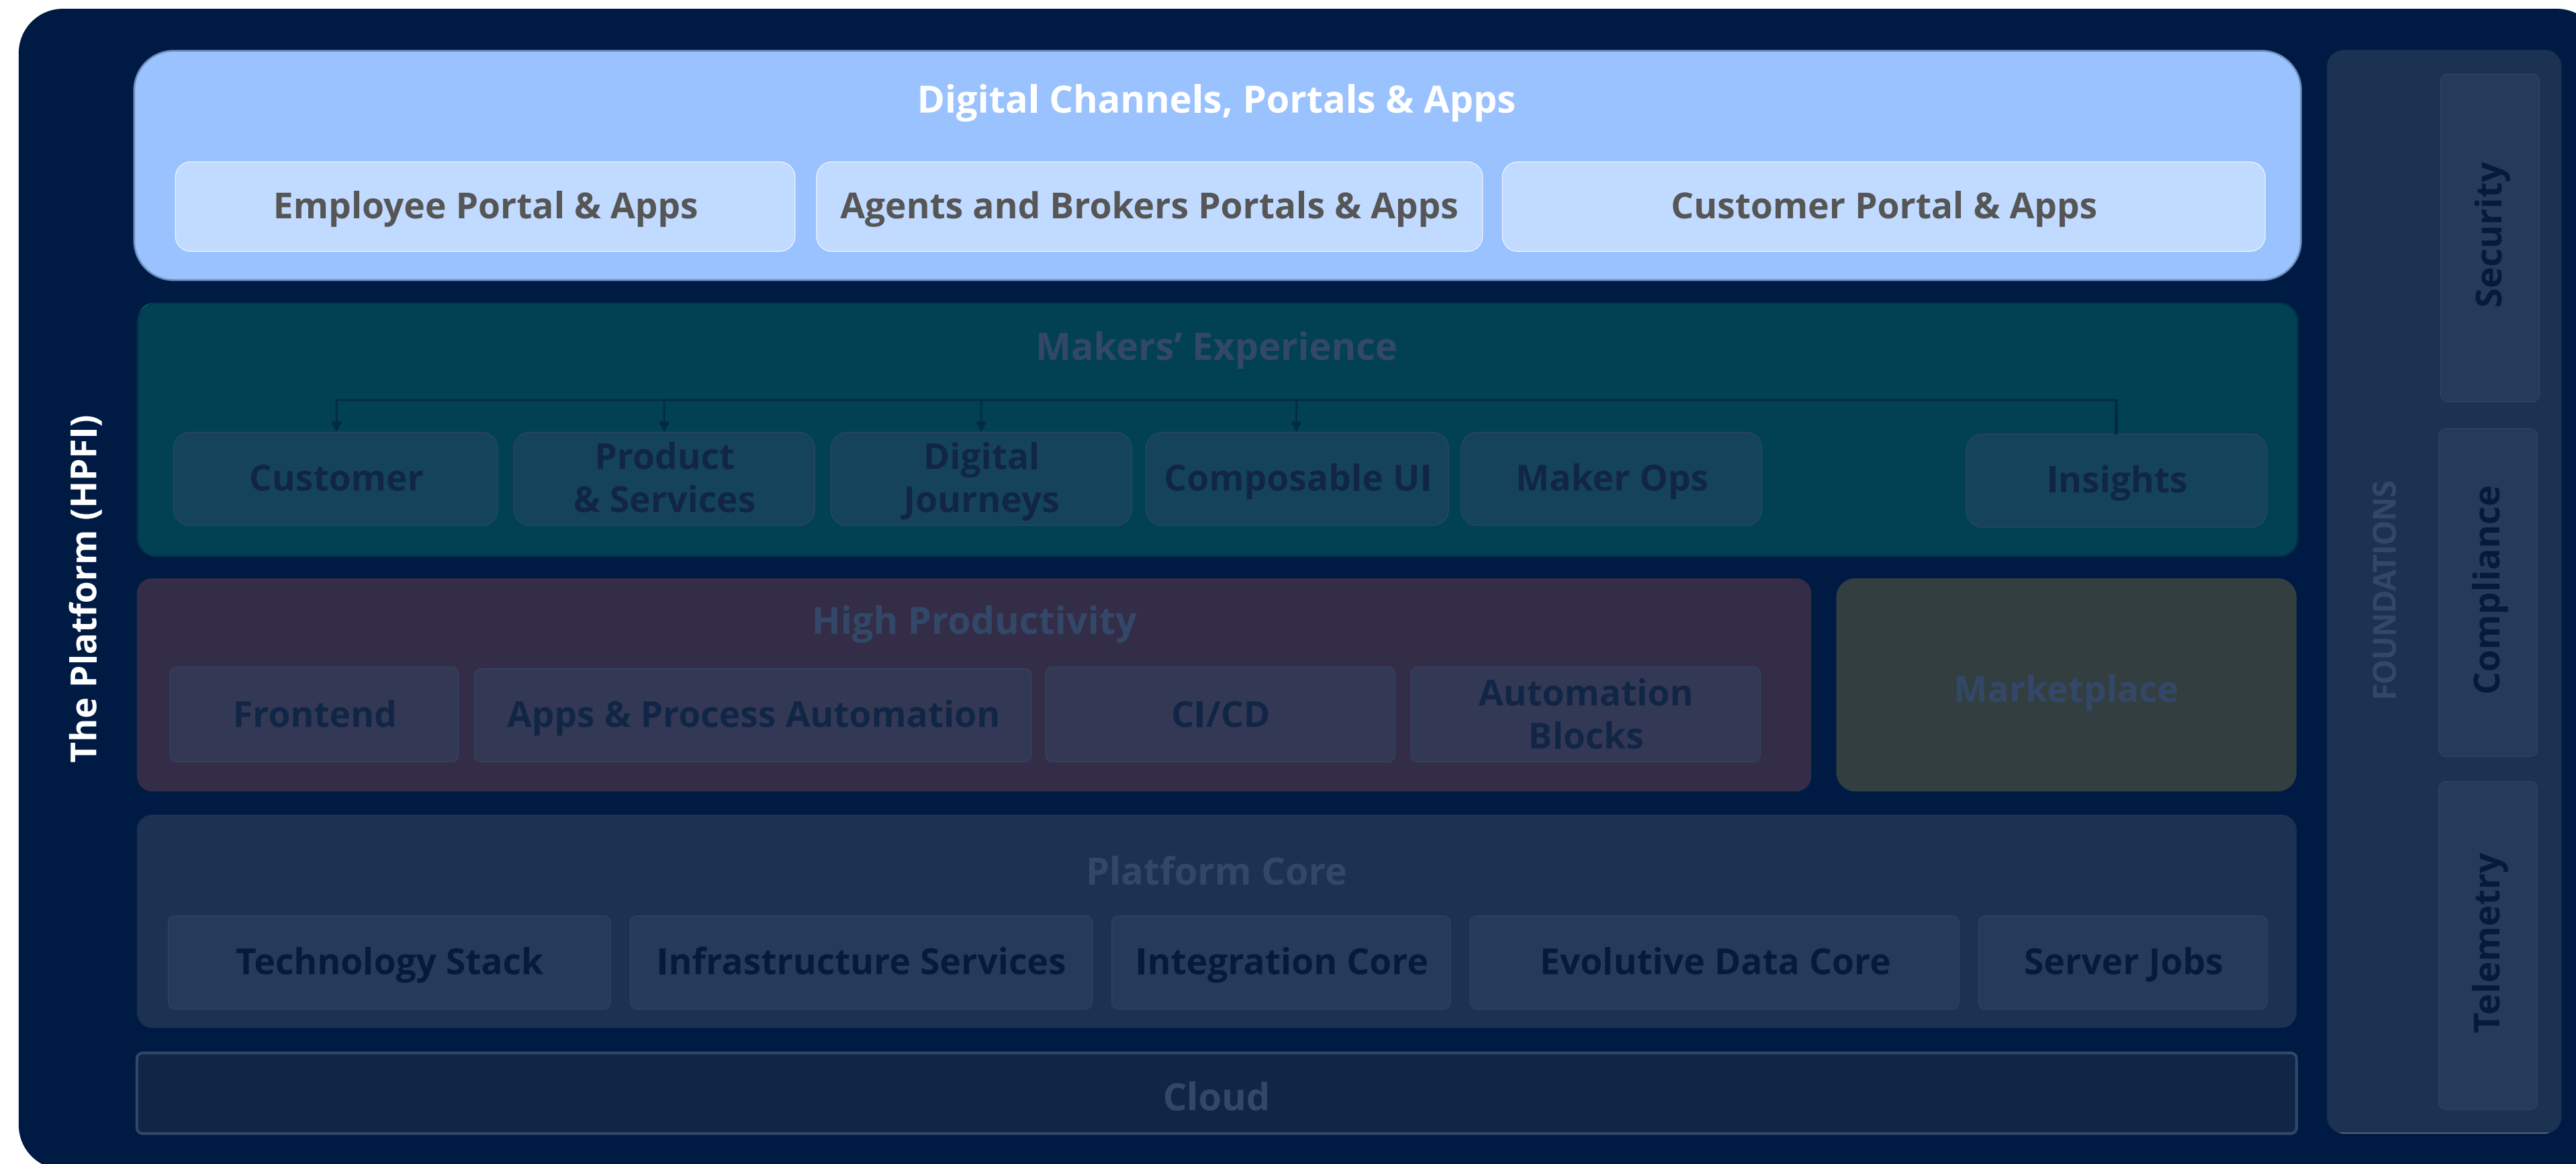 The Platform (HPFI)
Digital Channels, Portals & Apps
Employee Portal & Apps
Agents and Brokers Portals & Apps
Customer Portal & Apps
Makers’ Experience
Customer
Product
& Services
Digital
Journeys
Composable UI
Maker Ops
Insights
High Productivity
Frontend
Apps & Process Automation
CI/CD
Automation
Blocks
Marketplace
Platform Core
Technology Stack
Infrastructure Services
Integration Core
Evolutive Data Core
Server Jobs
Cloud
FOUNDATIONS
Security
Compliance
Telemetry